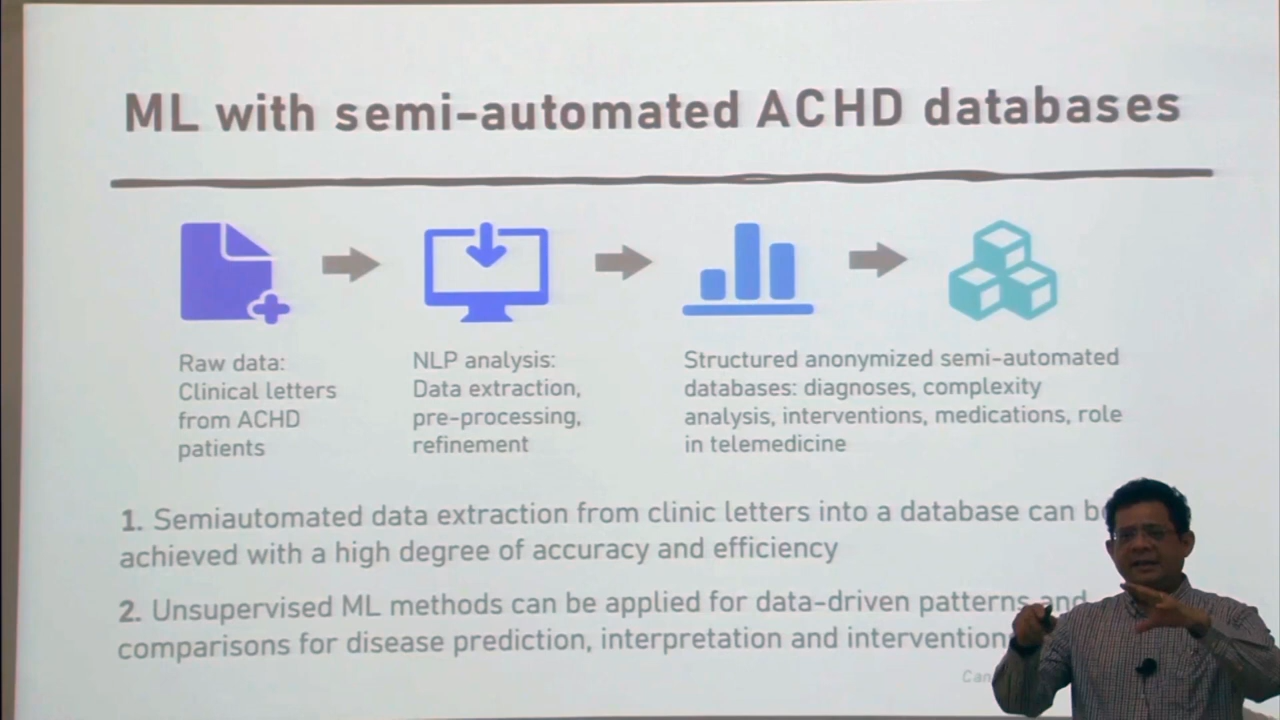 ML with semi-automated ACHD databases
Raw data:
Clinical letters
from ACHD
patients
NLP analysis:
Data extraction,
pre-processing,
refinement
Structured anonymized semi-automated
databases: diagnoses, complexity
analysis, interventions, medications, role
in telemedicine
1. Semiautomated data extraction from clinic letters into a database can
achieved with a high degree of accuracy and efficiency
2. Unsupervised ML methods can be applied for data-driven patterns and
comparisons for disease prediction, interpretation and intervention